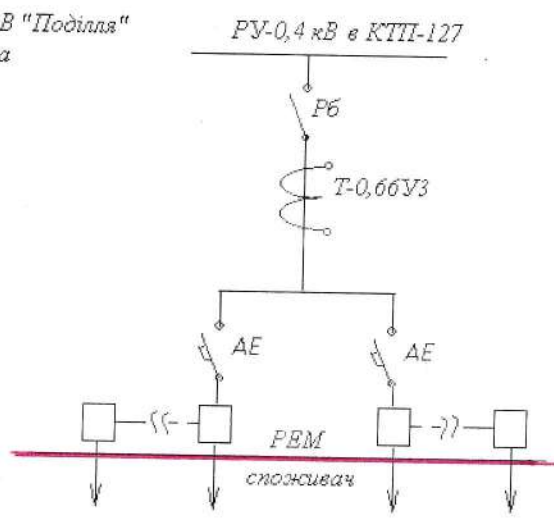 В "Поділля"
а
РУ-0,4 кВ в КТП-127
Рб
Т-0,66УЗ
АЕ
АЕ
РЕМ
споживач